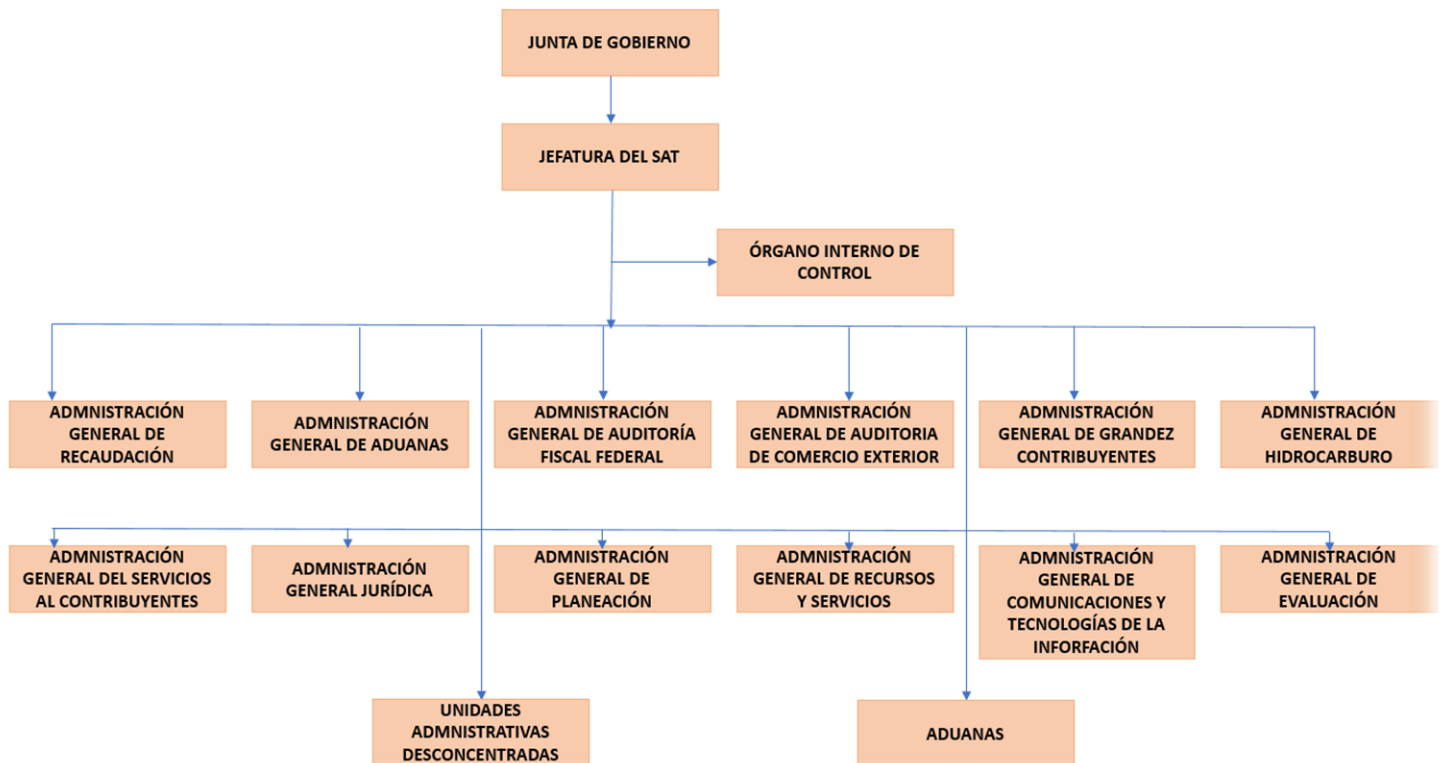 JUNTA DE GOBIERNO
JEFATURA DEL SAT
ÓRGANO INTERNO DE
CONTROL
ADMNISTRACIÓN
GENERAL DE
RECAUDACIÓN
ADMNISTRACIÓN
GENERAL DE ADUANAS
ADMNISTRACIÓN
GENERAL DE AUDITORÍA
FISCAL FEDERAL
ADMNISTRACIÓN
GENERAL DE AUDITORIA
DE COMERCIO EXTERIOR
ADMNISTRACIÓN
GENERAL DE GRANDEZ
CONTRIBUYENTES
ADMNISTRACIÓN
GENERAL DE
HIDROCARBURO
ADMNISTRACIÓN
GENERAL DEL SERVICIOS
AL CONTRIBUYENTES
ADMNISTRACIÓN
GENERAL JURÍDICA
ADMNISTRACIÓN
GENERAL DE
PLANEACIÓN
ADMNISTRACIÓN
GENERAL DE RECURSOS
Y SERVICIOS
ADMNISTRACIÓN
GENERAL DE
COMUNICACIONES Y
TECNOLOGÍAS DE LA
INFORFACIÓN
ADMNISTRACIÓN
GENERAL DE
EVALUACIÓN
UNIDADES
ADMNISTRATIVAS
DESCONCENTRADAS
ADUANAS